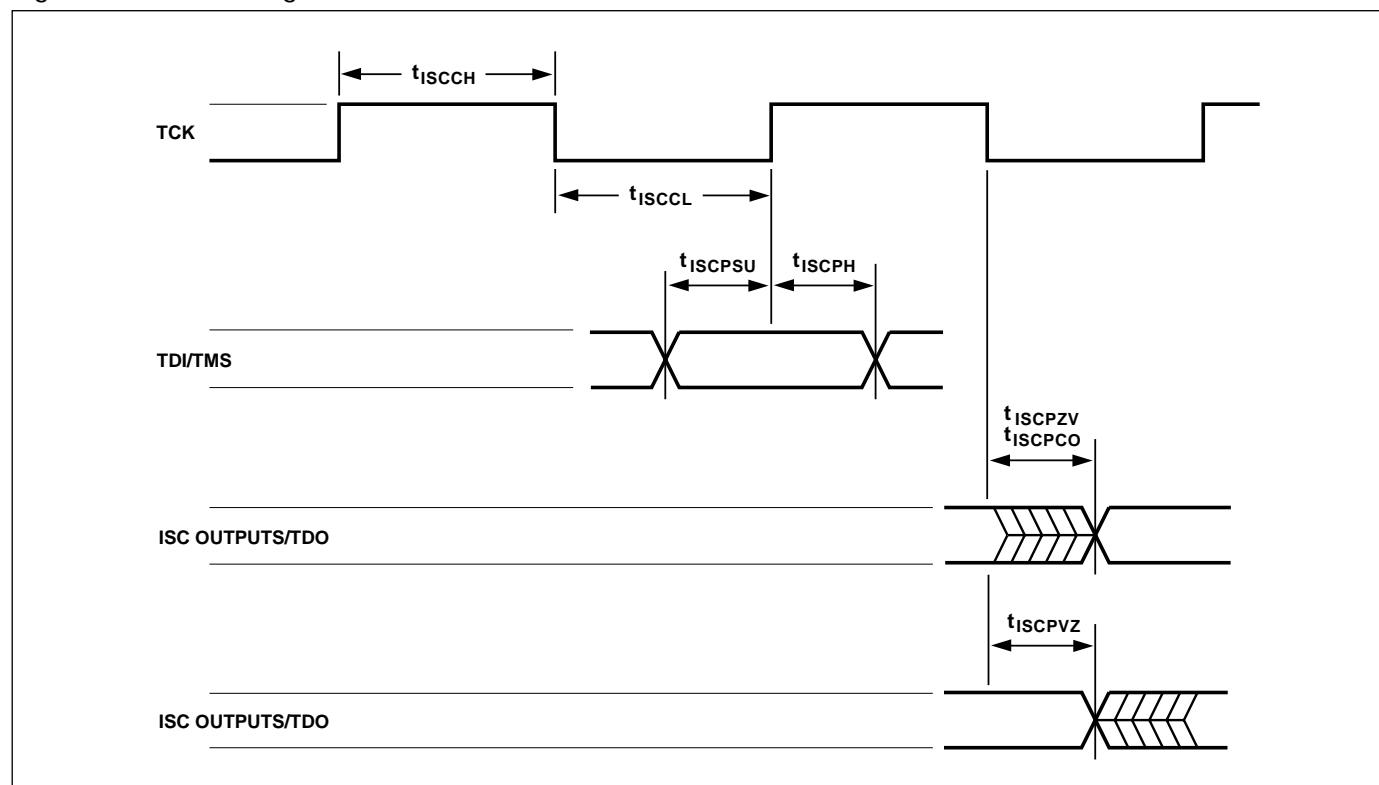 tISCCH
TCK
tISCCL
tISCPSU
tISCPH
TDI/TMS
tISCPZV
tISCPCO
ISC OUTPUTS/TDO
tISCPVZ
ISC OUTPUTS/TDO